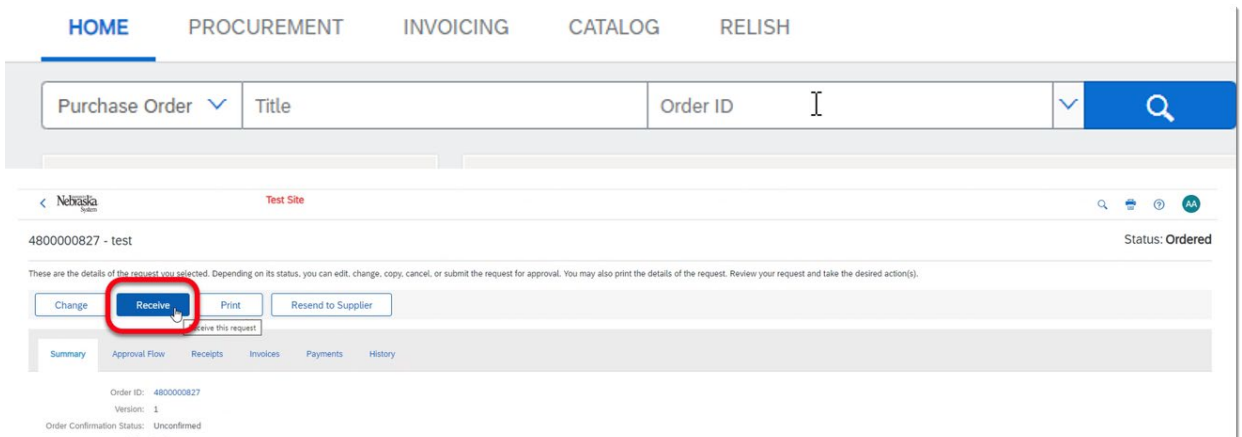 HOME PROCUREMENT INVOICING CATALOG RELISH
Purchase Order Title Order ID
Nebraska Test Site AA
System
4800000827 - test Status: Ordered
These are the details of the request you selected. Depending on its status, you can edit, change, copy, cancel, or submit the request for approval. You may also print the details of the request. Review your request and take the desired action(s).
Change Receive Print Resend to Supplier
Receive this request
Summary Approval Flow Receipts Invoices Payments History
Order ID: 4800000827
Version: 1
Order Confirmation Status: Unconfirmed